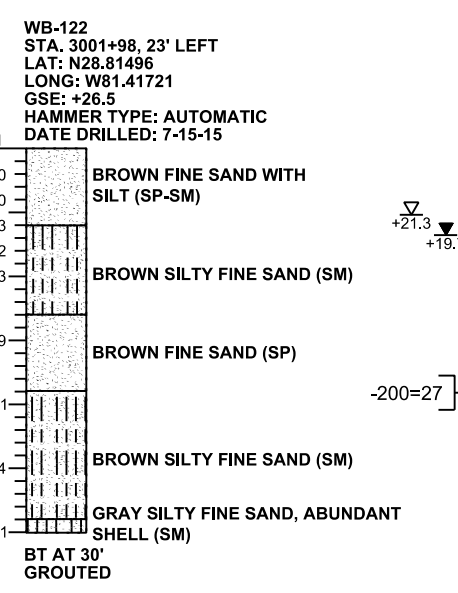 WB-122
STA. 3001+98, 23' LEFT
LAT: N28.81496
LONG: W81.41721
GSE: +26.5
HAMMER TYPE: AUTOMATIC
DATE DRILLED: 7-15-15
BROWN FINE SAND WITH
SILT (SP-SM)
+21.3
BROWN SILTY FINE SAND (SM)
BROWN FINE SAND (SP)
-200=27
BROWN SILTY FINE SAND (SM)
GRAY SILTY FINE SAND, ABUNDANT
SHELL (SM)
BT AT 30'
GROUTED